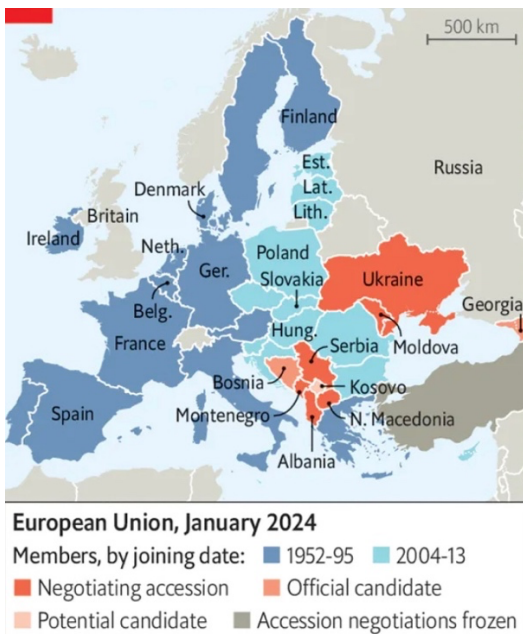 500 km
Finland
Est.
Russia
Lat.
Denmark
Lith.
Britain
Ireland
Neth.
Poland
Ger.
Slovakia
Ukraine
Belg.
Georgia
Hung.
France
Serbia
Moldova
Bosnia
Kosovo
Spain
Montenegro
N. Macedonia
Albania
European Union, January 2024
Members, by joining date: 1952-95 2004-13
Negotiating accession Official candidate
Potential candidate Accession negotiations frozen